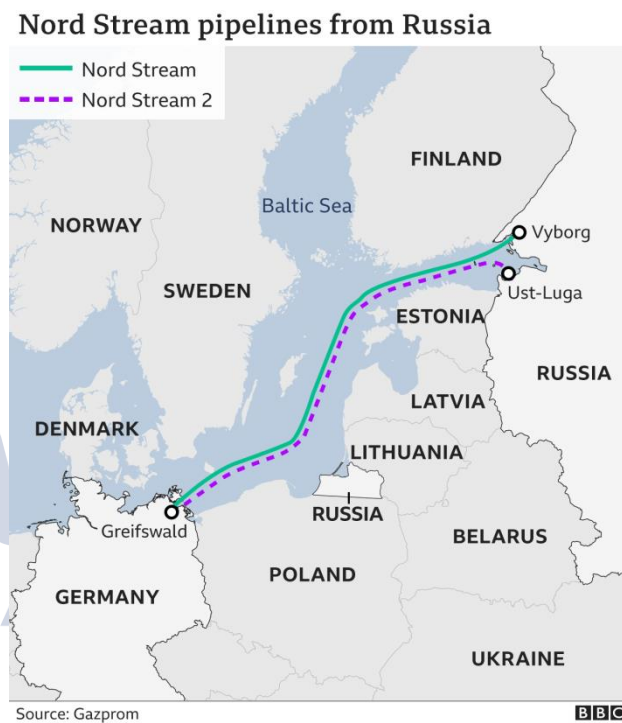 Nord Stream pipelines from Russia
Nord Stream
Nord Stream 2
FINLAND
Baltic Sea
NORWAY
Vyborg
SWEDEN
Ust-Luga
ESTONIA
RUSSIA
LATVIA
DENMARK
LITHUANIA
RUSSIA
Greifswald
BELARUS
POLAND
GERMANY
UKRAINE
Source: Gazprom
BBC